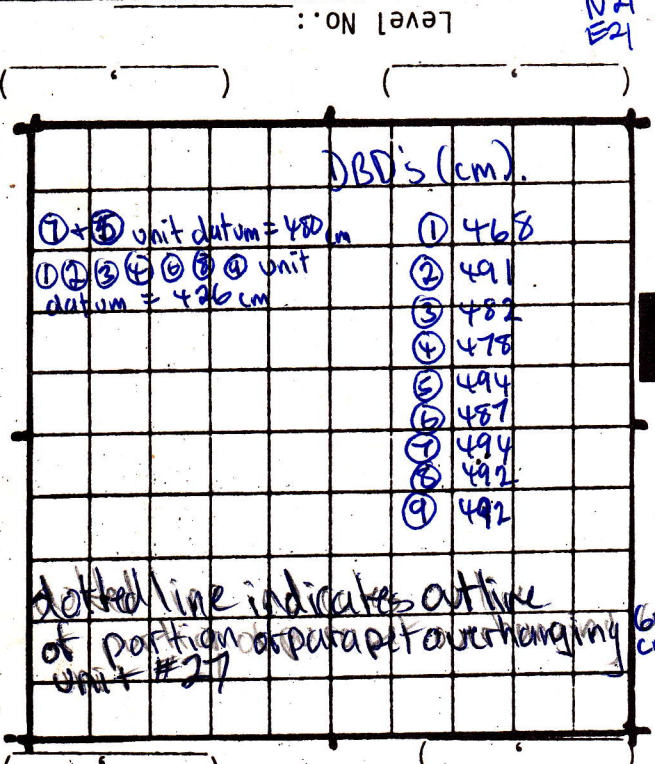 Level No.:
N21
E21
DBD's (cm).
⑦+⑤ unit datum = 480 cm
①②③④⑥⑧⑨ unit
datum = 426 cm
① 468
② 491
③ 482
④ 478
⑤ 494
⑥ 487
⑦ 494
⑧ 492
⑨ 492
dotted line indicates outline
of portion of parapet overhanging
unit #27